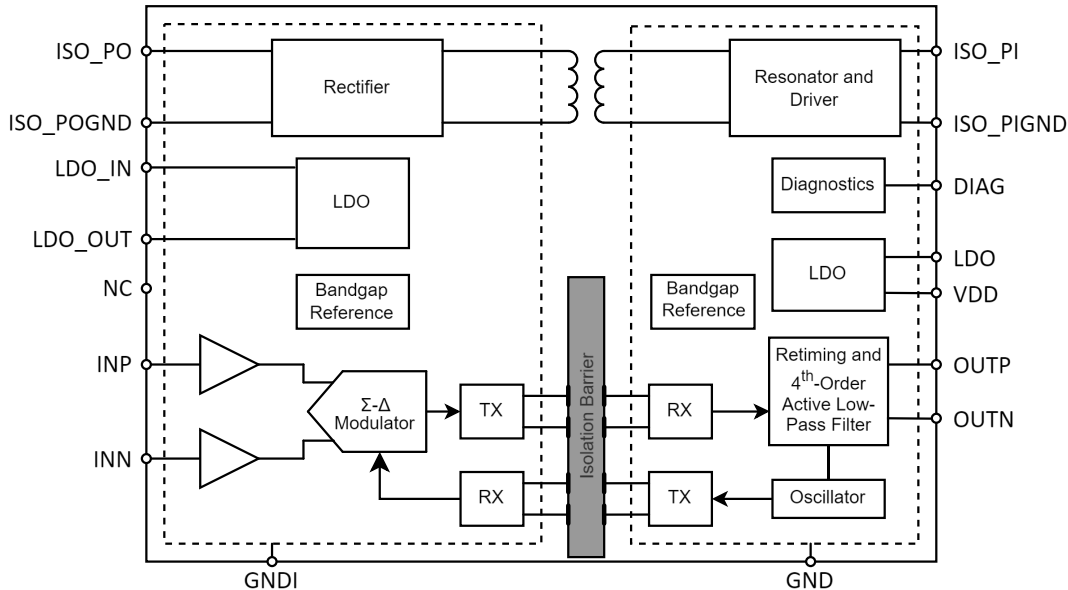 ISO_PO
ISO_POGND
LDO_IN
LDO_OUT
NC
INP
INN
Rectifier
LDO
Bandgap
Reference
Σ-Δ
Modulator
TX
RX
GNDI
Isolation Barrier
Resonator and
Driver
Diagnostics
LDO
Bandgap
Reference
Retiming and
4th-Order
Active Low-
Pass Filter
RX
TX
Oscillator
ISO_PI
ISO_PIGND
DIAG
LDO
VDD
OUTP
OUTN
GND